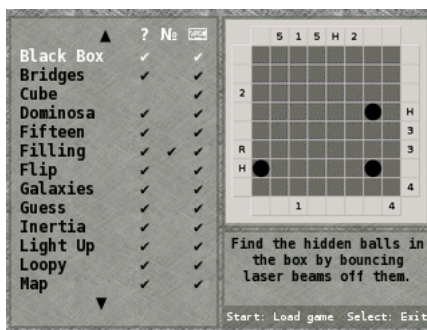 ? № 
Black Box ✓ ✓
Bridges ✓ ✓
Cube ✓
Dominosa ✓ ✓
Fifteen ✓ ✓
Filling ✓ ✓ ✓
Flip ✓ ✓
Galaxies ✓ ✓
Guess ✓ ✓
Inertia ✓ ✓
Light Up ✓ ✓
Loopy ✓ ✓
Map ✓ ✓
5 1 5 H 2
2
H
3
R 3
H
4
1 4
Find the hidden balls in
the box by bouncing
laser beams off them.
Start: Load game Select: Exit